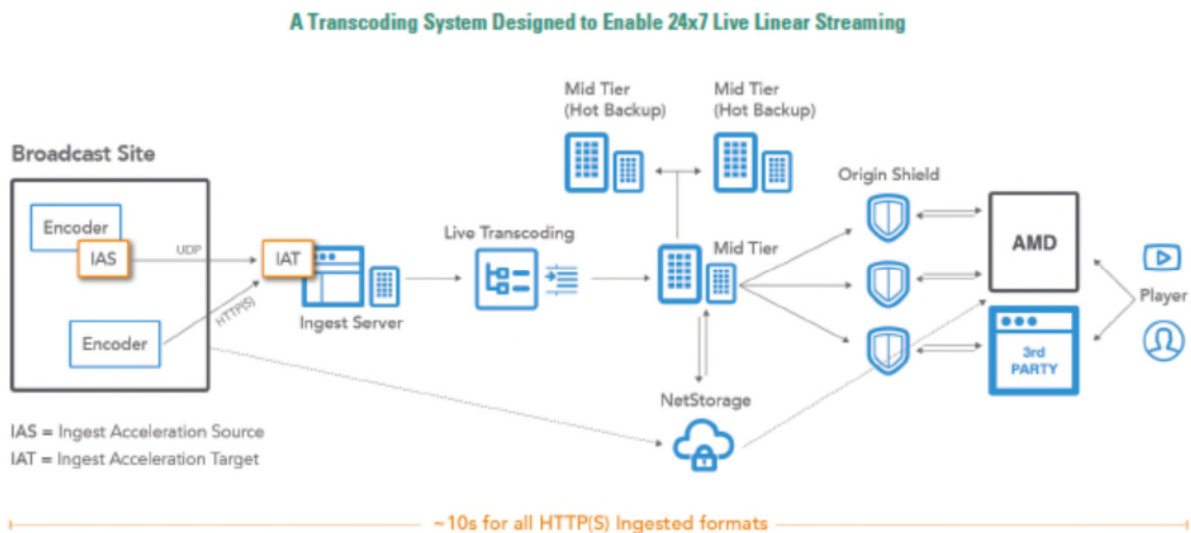 A Transcoding System Designed to Enable 24x7 Live Linear Streaming
Mid Tier
(Hot Backup)
Mid Tier
(Hot Backup)
Broadcast Site
Origin Shield
Encoder
IAS
UDP
IAT
Live Transcoding
Mid Tier
AMD
Player
Ingest Server
HTTP(S)
Encoder
3rd
PARTY
NetStorage
IAS = Ingest Acceleration Source
IAT = Ingest Acceleration Target
~10s for all HTTP(S) Ingested formats